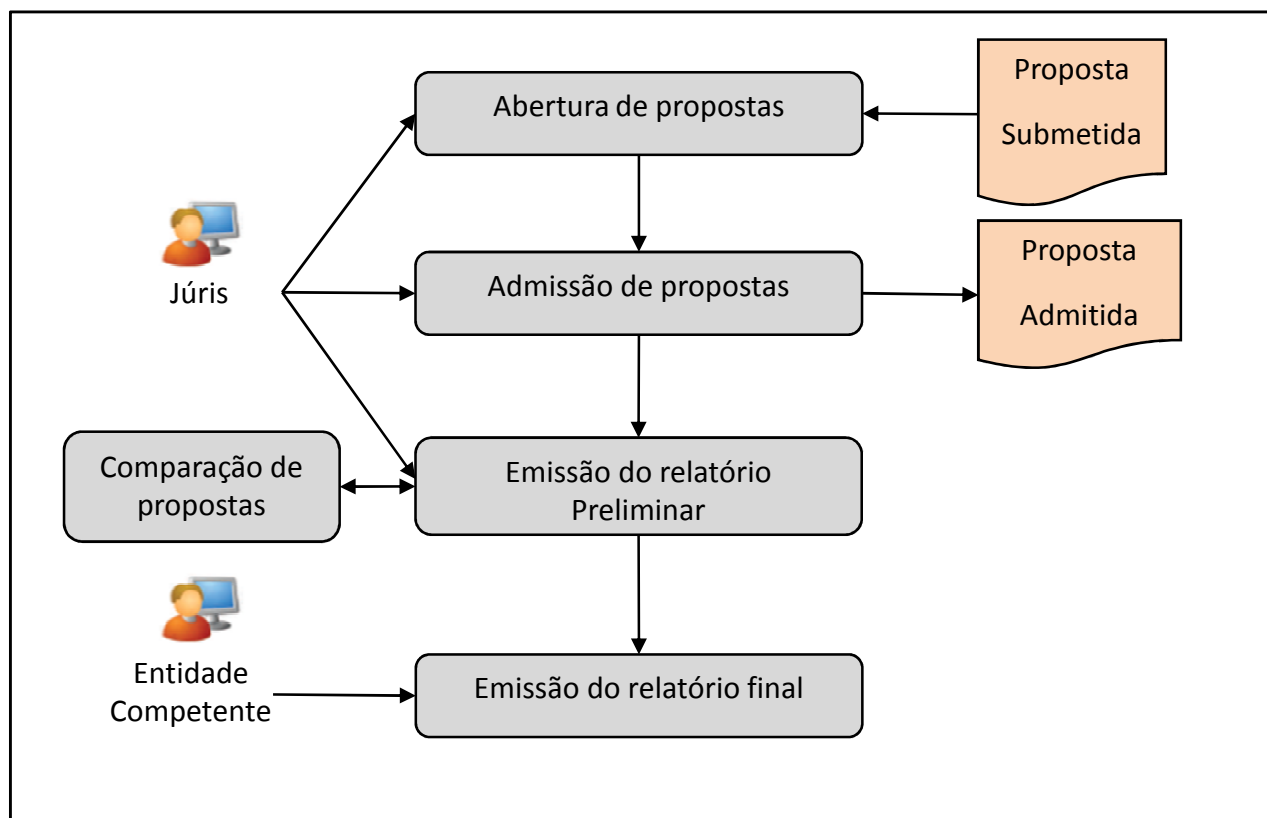 Abertura de propostas
Proposta
Submetida
Júris
Admissão de propostas
Proposta
Admitida
Comparação de
propostas
Emissão do relatório
Preliminar
Entidade
Competente
Emissão do relatório final